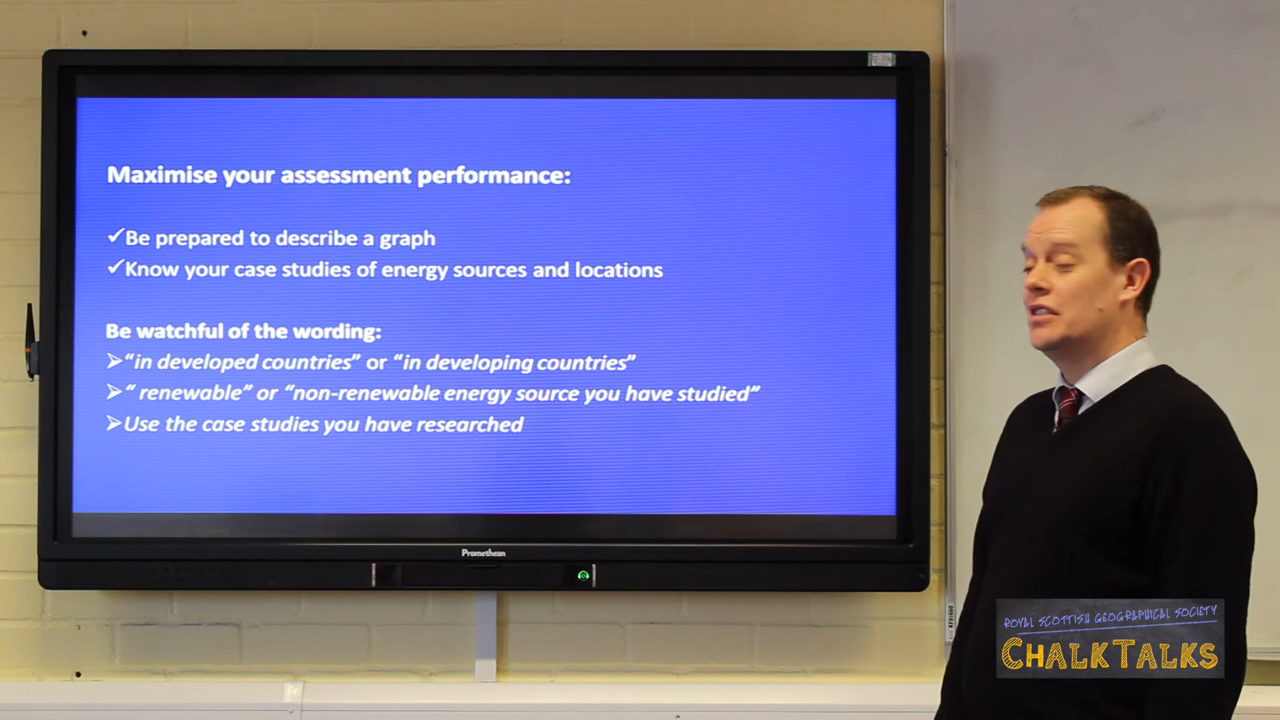 Maximise your assessment performance:
✓Be prepared to describe a graph
✓Know your case studies of energy sources and locations
Be watchful of the wording:
➢"in developed countries" or "in developing countries"
➢" renewable" or "non-renewable energy source you have studied"
➢Use the case studies you have researched
Promethean
ROYAL SCOTTISH GEOGRAPHICAL SOCIETY
CHALKTALKS